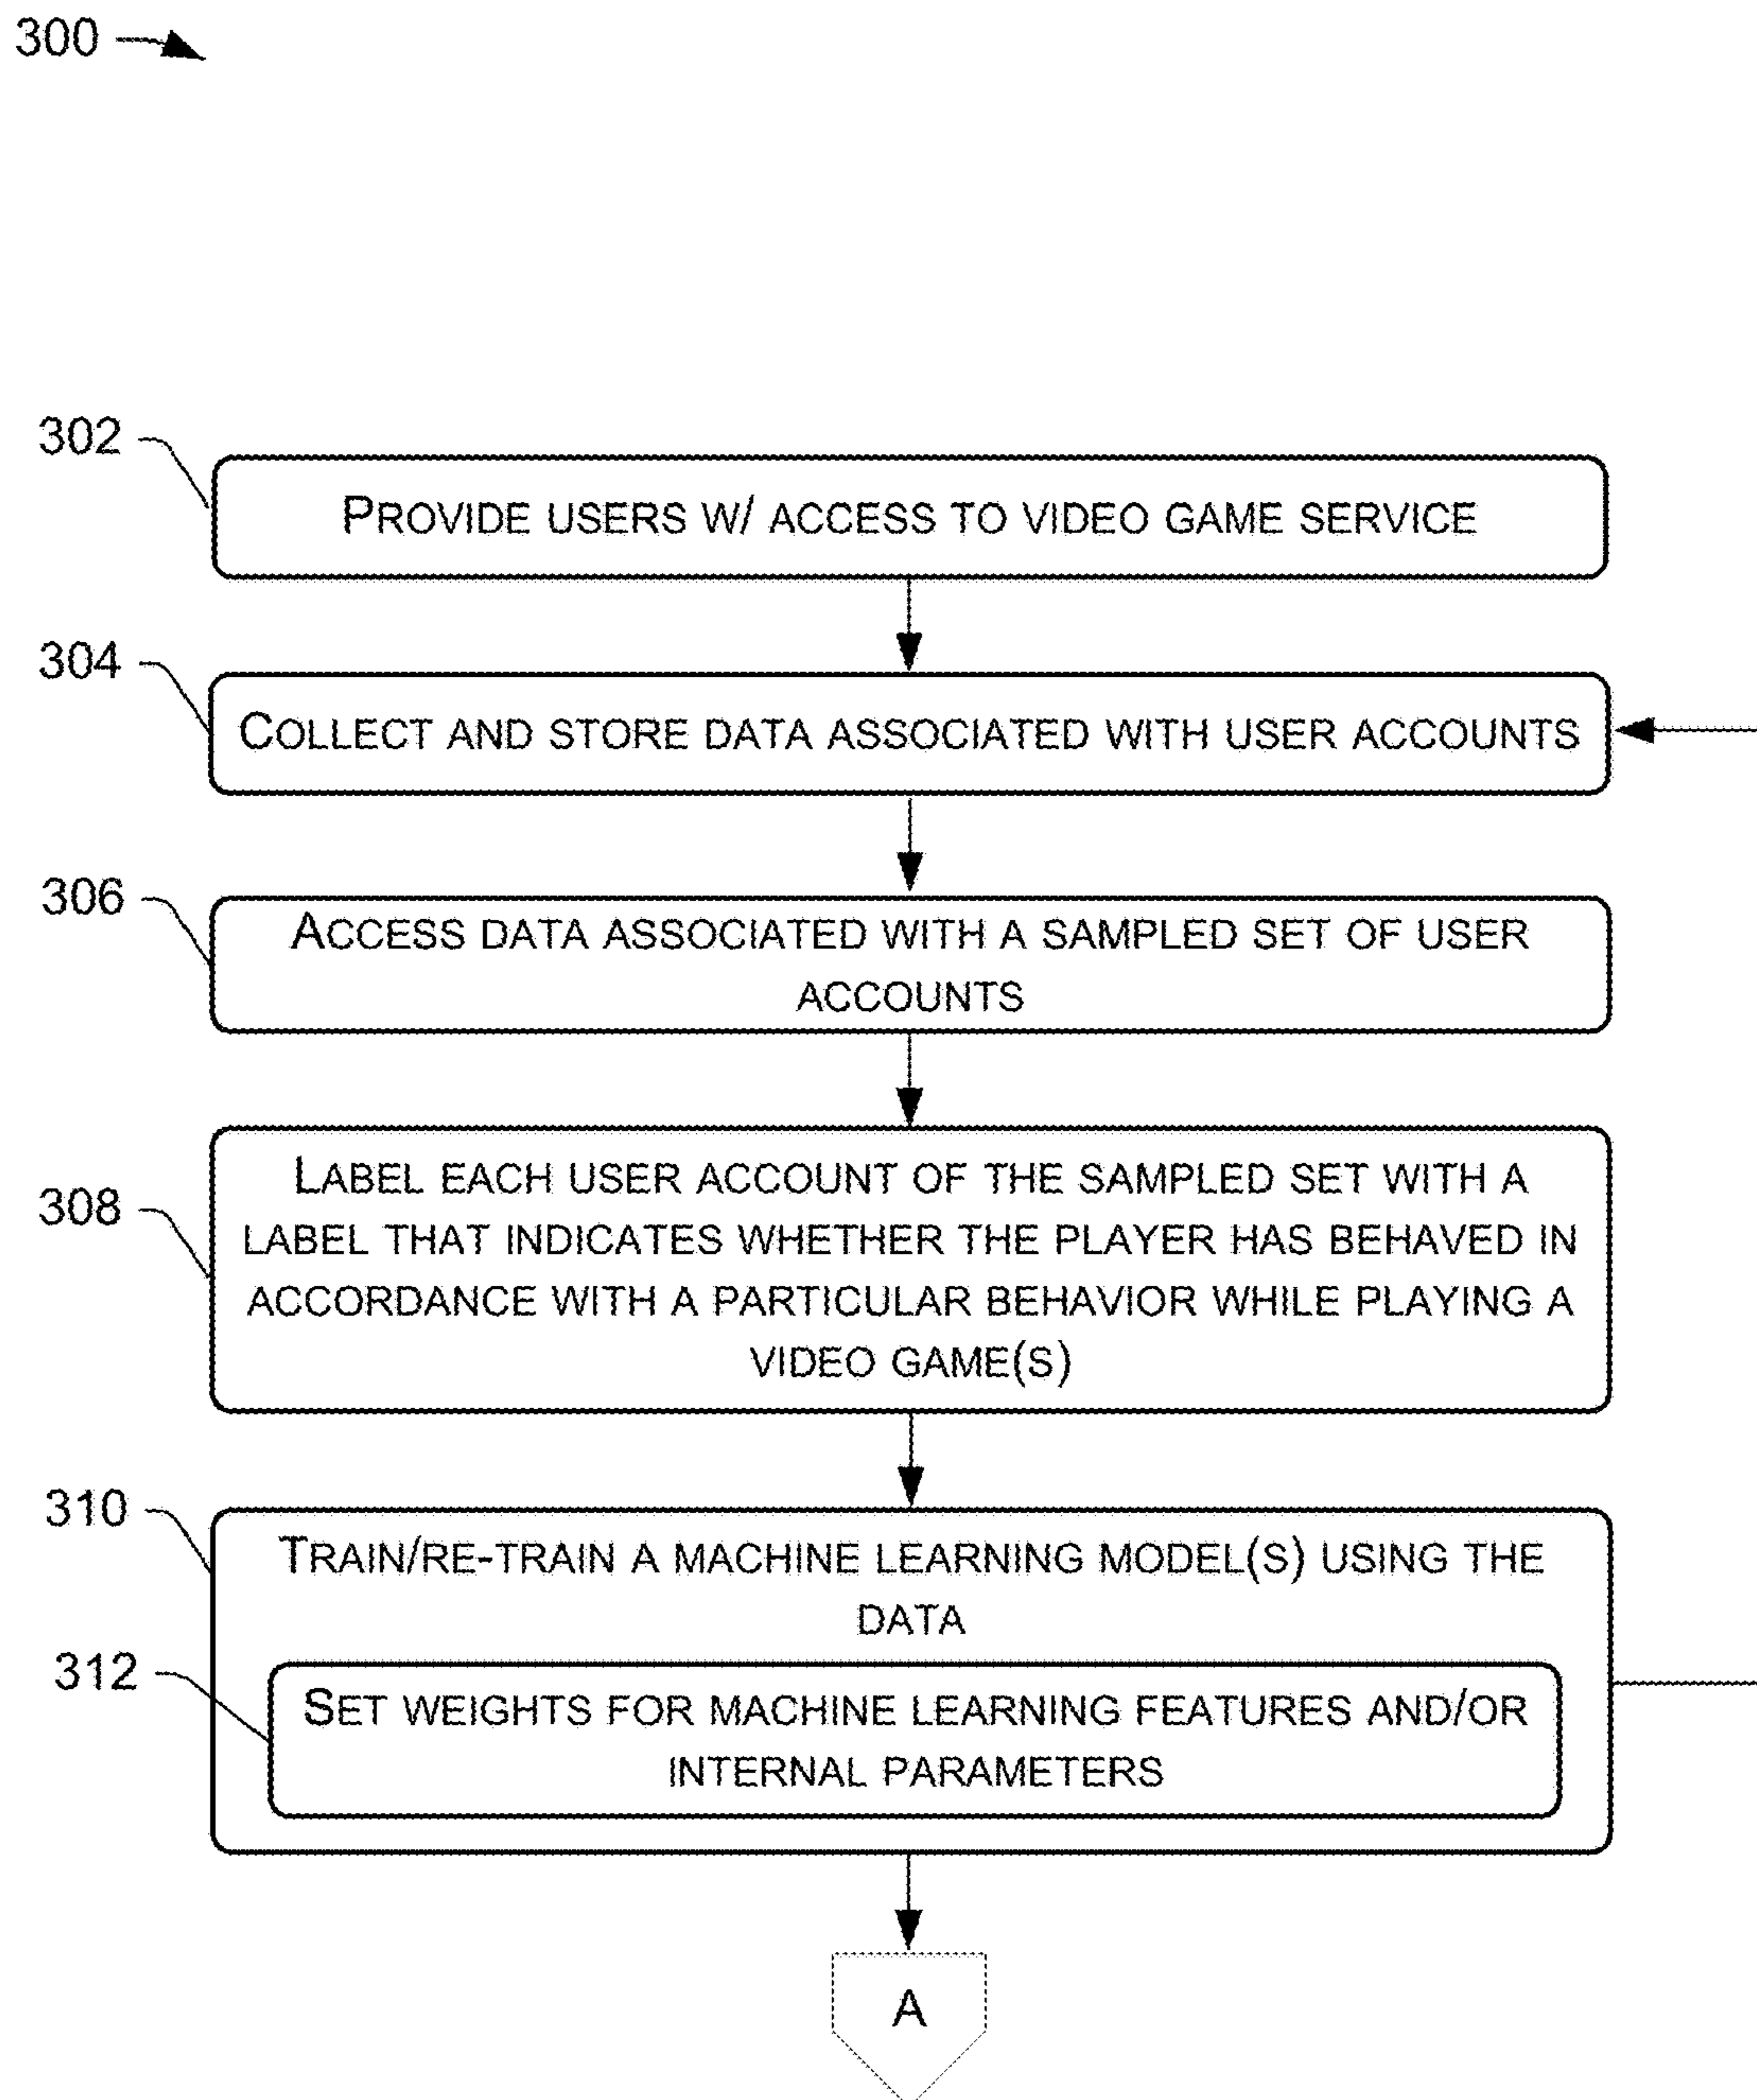 300
302
PROVIDE USERS W/ ACCESS TO VIDEO GAME SERVICE
304
COLLECT AND STORE DATA ASSOCIATED WITH USER ACCOUNTS
306
ACCESS DATA ASSOCIATED WITH A SAMPLED SET OF USER
ACCOUNTS
308
LABEL EACH USER ACCOUNT OF THE SAMPLED SET WITH A
LABEL THAT INDICATES WHETHER THE PLAYER HAS BEHAVED IN
ACCORDANCE WITH A PARTICULAR BEHAVIOR WHILE PLAYING A
VIDEO GAME(S)
310
TRAIN/RE-TRAIN A MACHINE LEARNING MODEL(S) USING THE
DATA
312
SET WEIGHTS FOR MACHINE LEARNING FEATURES AND/OR
INTERNAL PARAMETERS
A